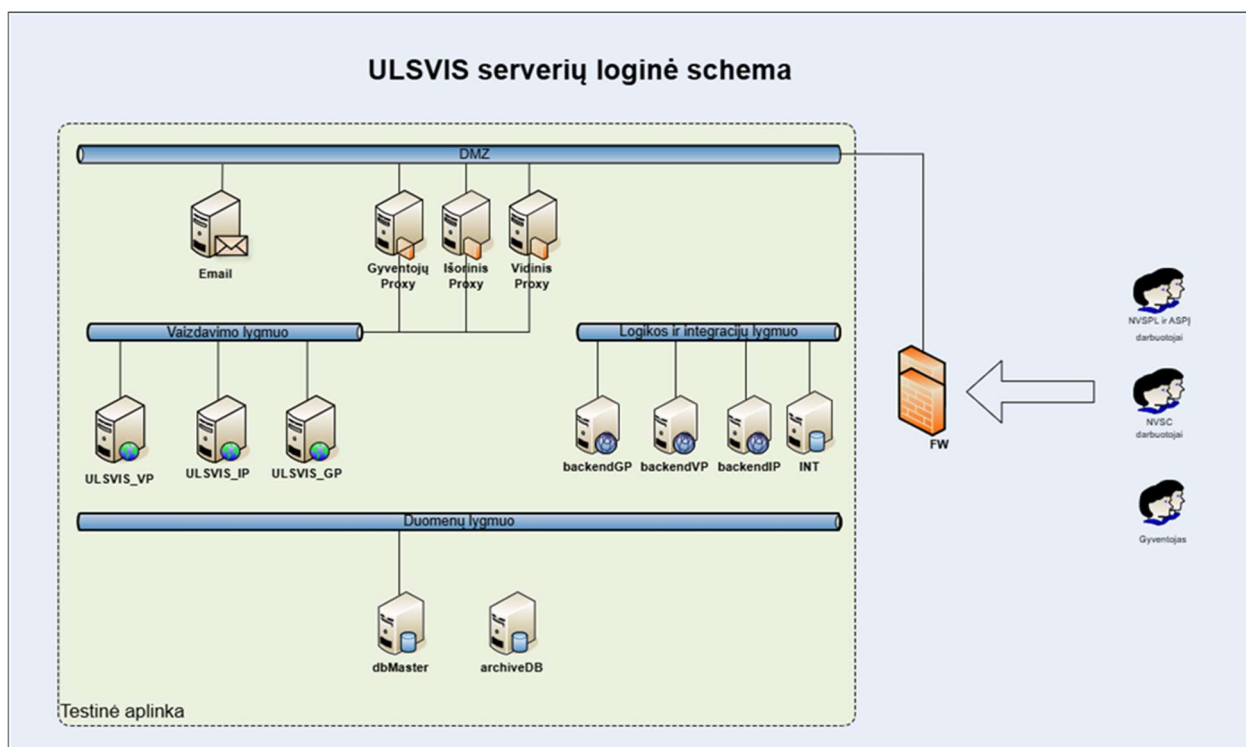 ULSVIS serverių loginė schema
DMZ
Email
Gyventojų
Proxy
Išorinis
Proxy
Vidinis
Proxy
Vaizdavimo lygmuo
Logikos ir integracijų lygmuo
NVSPL ir ASPĮ
darbuotojai
ULSVIS_VP
ULSVIS_IP
ULSVIS_GP
backendGP
backendVP
backendIP
INT
FW
NVSC
darbuotojai
Duomenų lygmuo
Gyventojas
dbMaster
archiveDB
Testinė aplinka